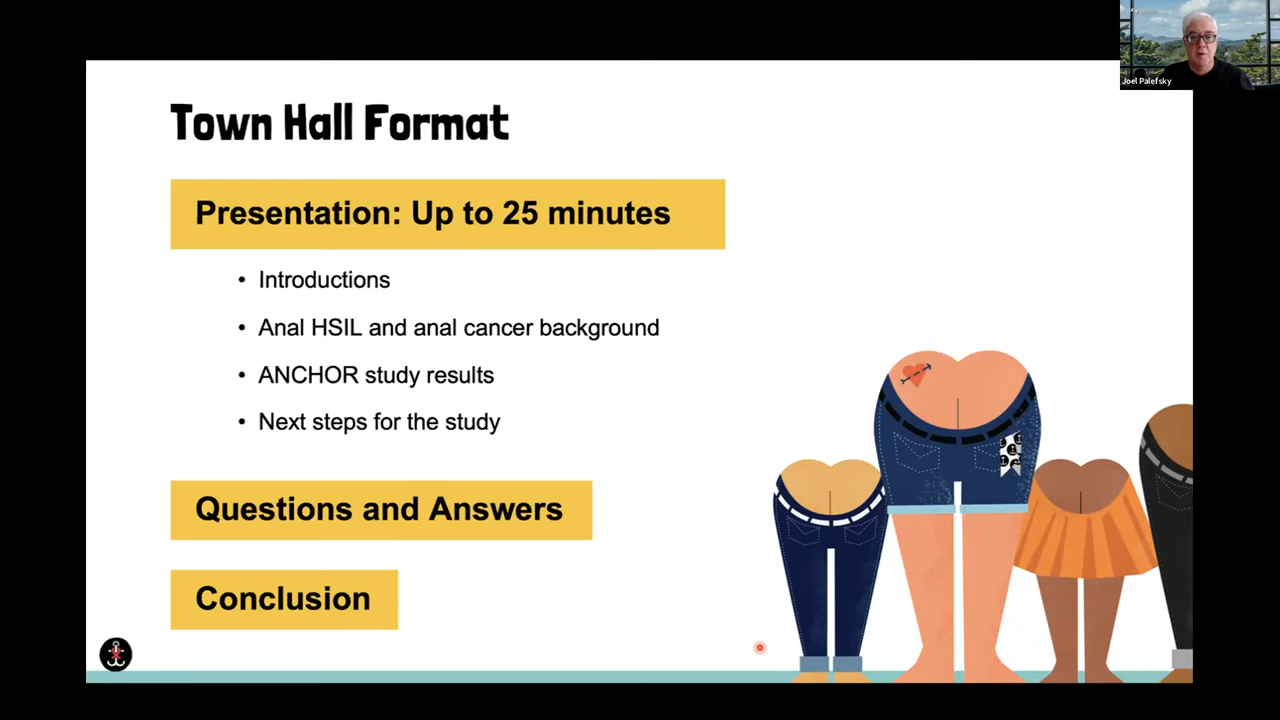 Joel Palefsky
Town Hall Format
Presentation: Up to 25 minutes
• Introductions
• Anal HSIL and anal cancer background
• ANCHOR study results
• Next steps for the study
Questions and Answers
Conclusion